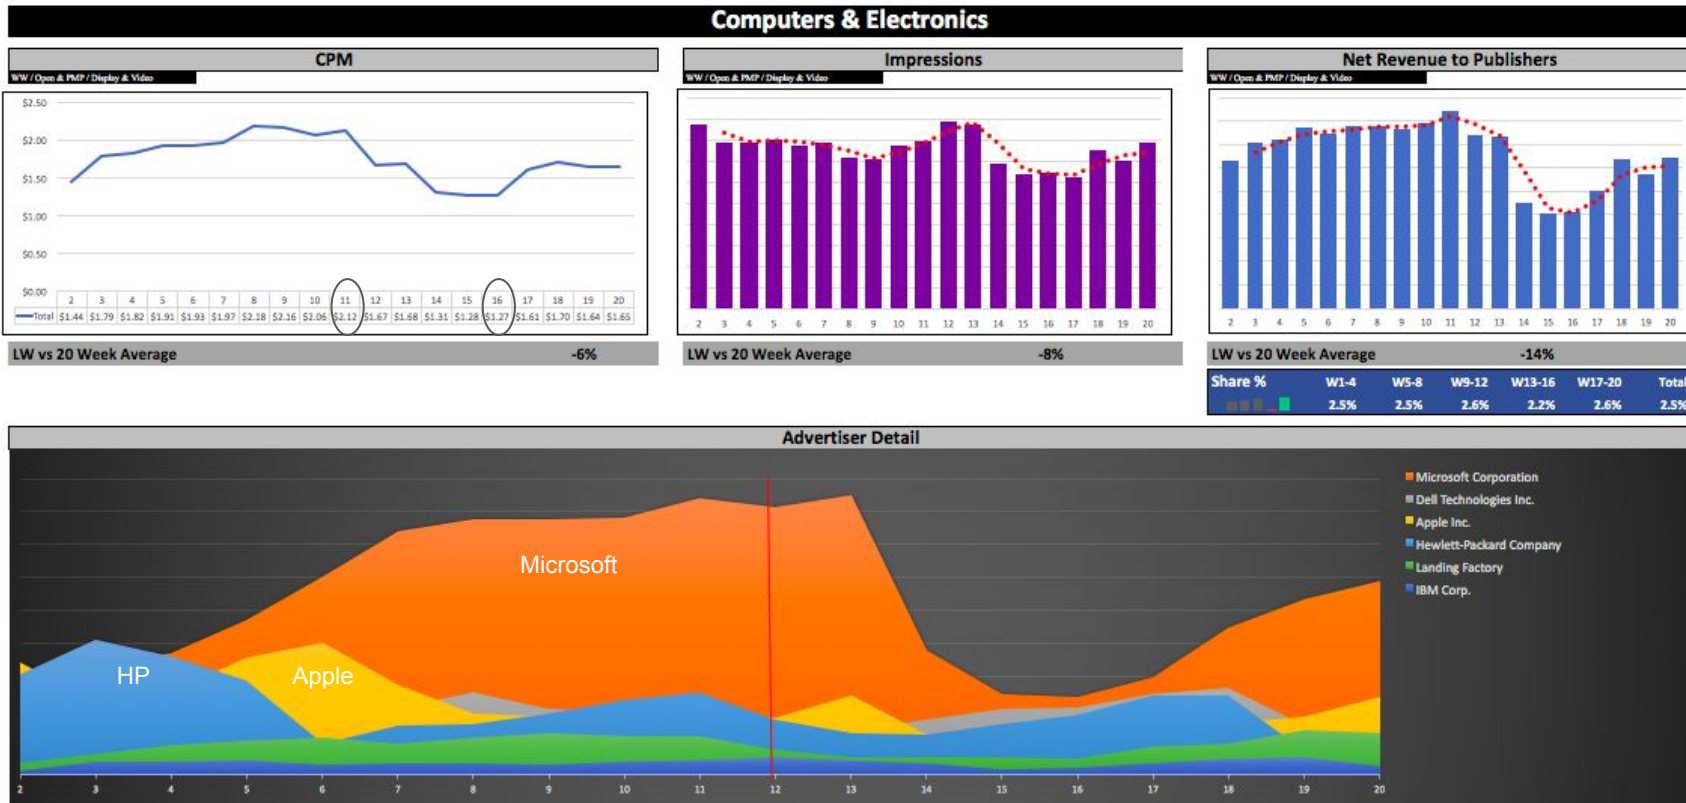 Computers & Electronics
CPM
WW / Open & PMP / Display & Video
$2.50
$2.00
$1.50
$1.00
$0.50
$0.00
2 3 4 5 6 7 8 9 10 11 12 13 14 15 16 17 18 19 20
Total $1.44 $1.79 $1.82 $1.91 $1.93 $1.97 $2.18 $2.16 $2.06 $2.12 $1.67 $1.68 $1.31 $1.28 $1.27 $1.61 $1.70 $1.64 $1.65
LW vs 20 Week Average -6%
Impressions
WW / Open & PMP / Display & Video
2 3 4 5 6 7 8 9 10 11 12 13 14 15 16 17 18 19 20
LW vs 20 Week Average -8%
Net Revenue to Publishers
WW / Open & PMP / Display & Video
2 3 4 5 6 7 8 9 10 11 12 13 14 15 16 17 18 19 20
LW vs 20 Week Average -14%
Share % W1-4 W5-8 W9-12 W13-16 W17-20 Total
2.5% 2.5% 2.6% 2.2% 2.6% 2.5%
Advertiser Detail
Microsoft
HP
Apple
Microsoft Corporation
Dell Technologies Inc.
Apple Inc.
Hewlett-Packard Company
Landing Factory
IBM Corp.
2 3 4 5 6 7 8 9 10 11 12 13 14 15 16 17 18 19 20